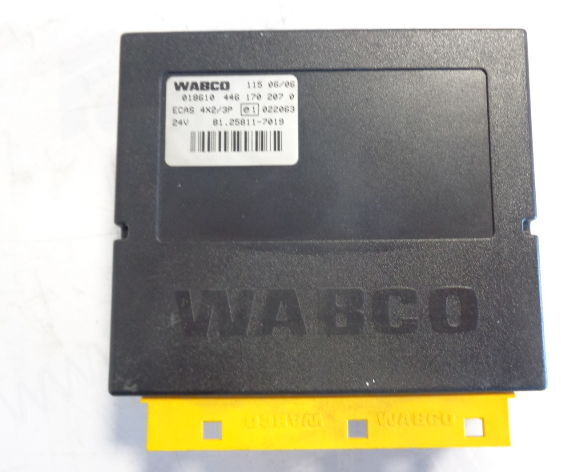 WABCO 115 06/06
018610 446 170 207 0
ECAS 4X2/3P e1 022063
24V 81.25811-7019
WABCO
WABCO WABCO